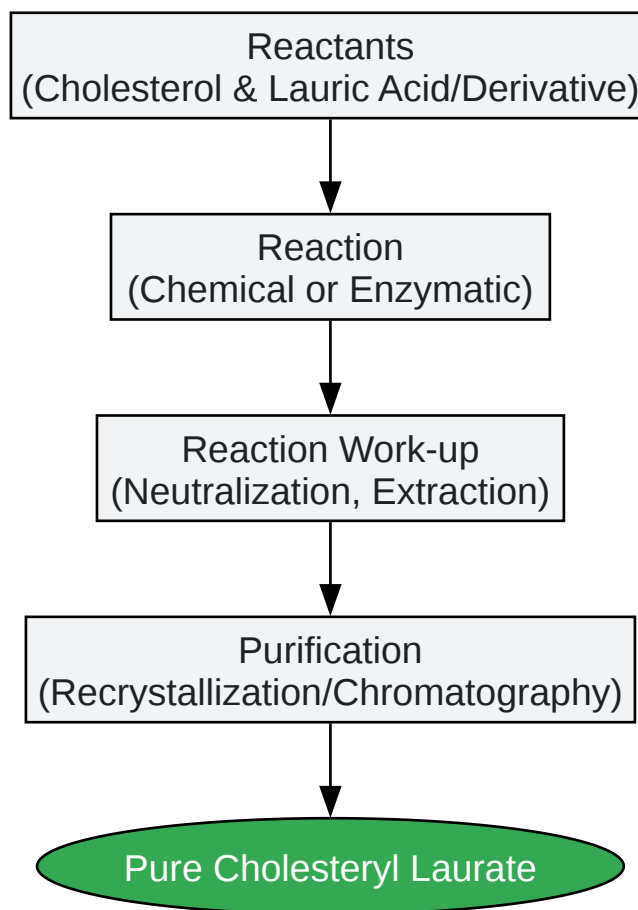 Reactants
(Cholesterol & Lauric Acid/Derivative)
Reaction
(Chemical or Enzymatic)
Reaction Work-up
(Neutralization, Extraction)
Purification
(Recrystallization/Chromatography)
Pure Cholesteryl Laurate